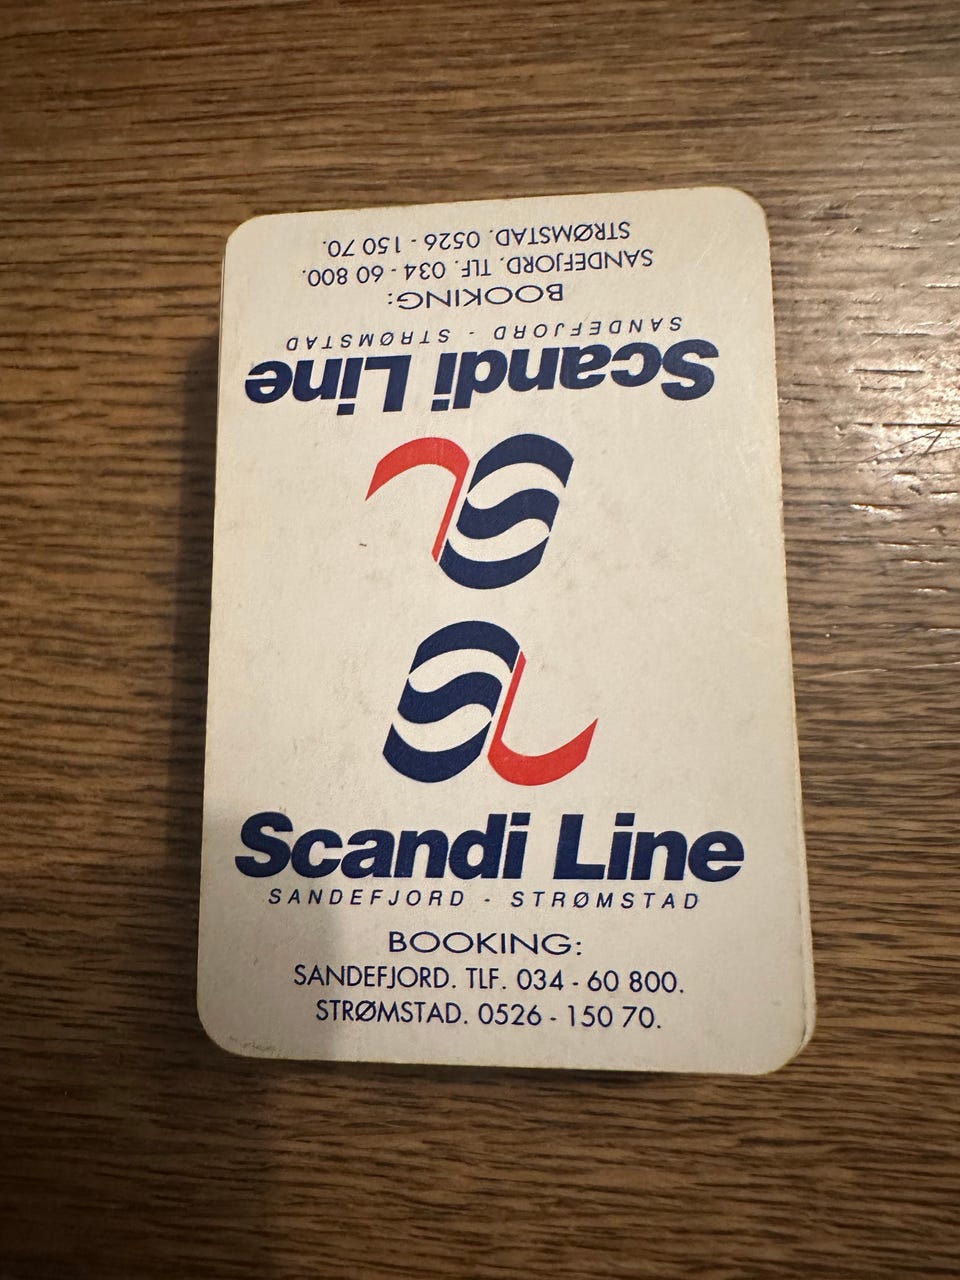 STRØMSTAD. 0526 - 150 70.
SANDEFJORD. TLF. 034 - 60 800.
BOOKING:
SANDEFJORD - STRØMSTAD
Scandi Line
Scandi Line
SANDEFJORD - STRØMSTAD
BOOKING:
SANDEFJORD. TLF. 034 - 60 800.
STRØMSTAD. 0526 - 150 70.